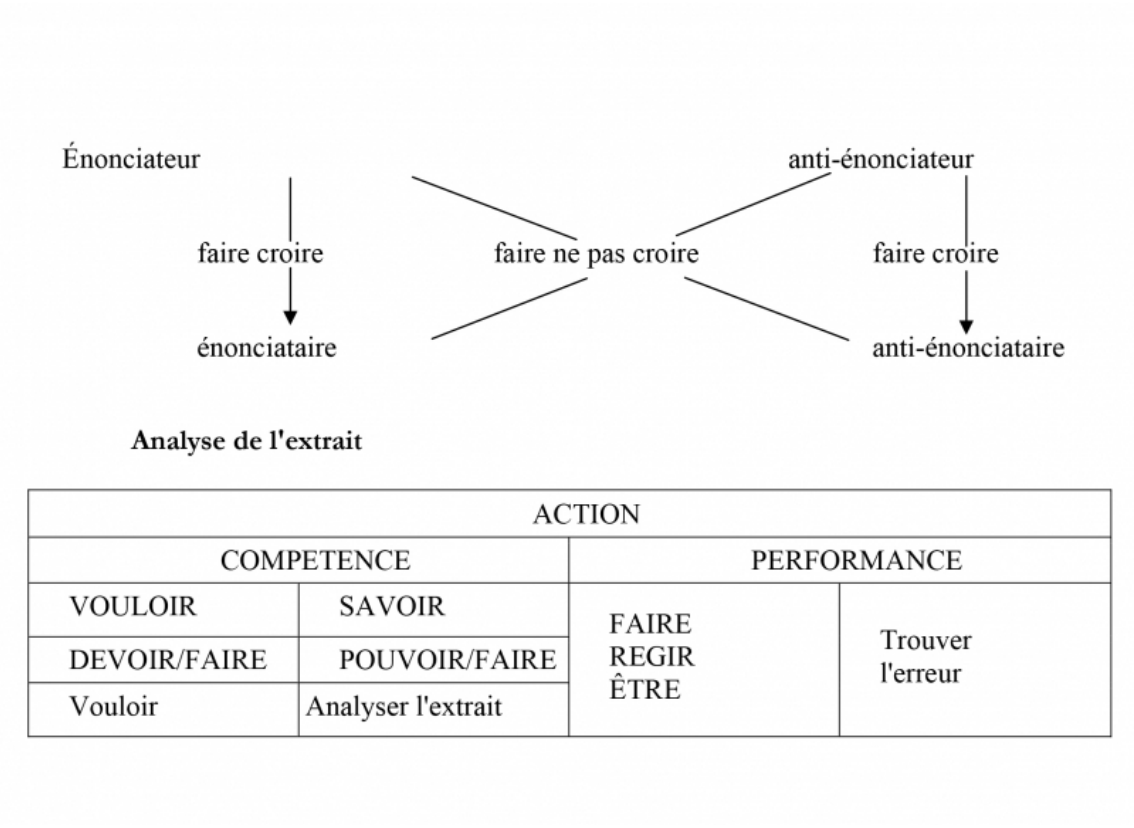 Énonciateur anti-énonciateur
faire croire faire ne pas croire faire croire
énonciataire anti-énonciataire
Analyse de l'extrait
ACTION
COMPETENCE PERFORMANCE
VOULOIR SAVOIR
DEVOIR/FAIRE POUVOIR/FAIRE
Vouloir Analyser l'extrait
FAIRE
REGIR
ÊTRE
Trouver
l'erreur